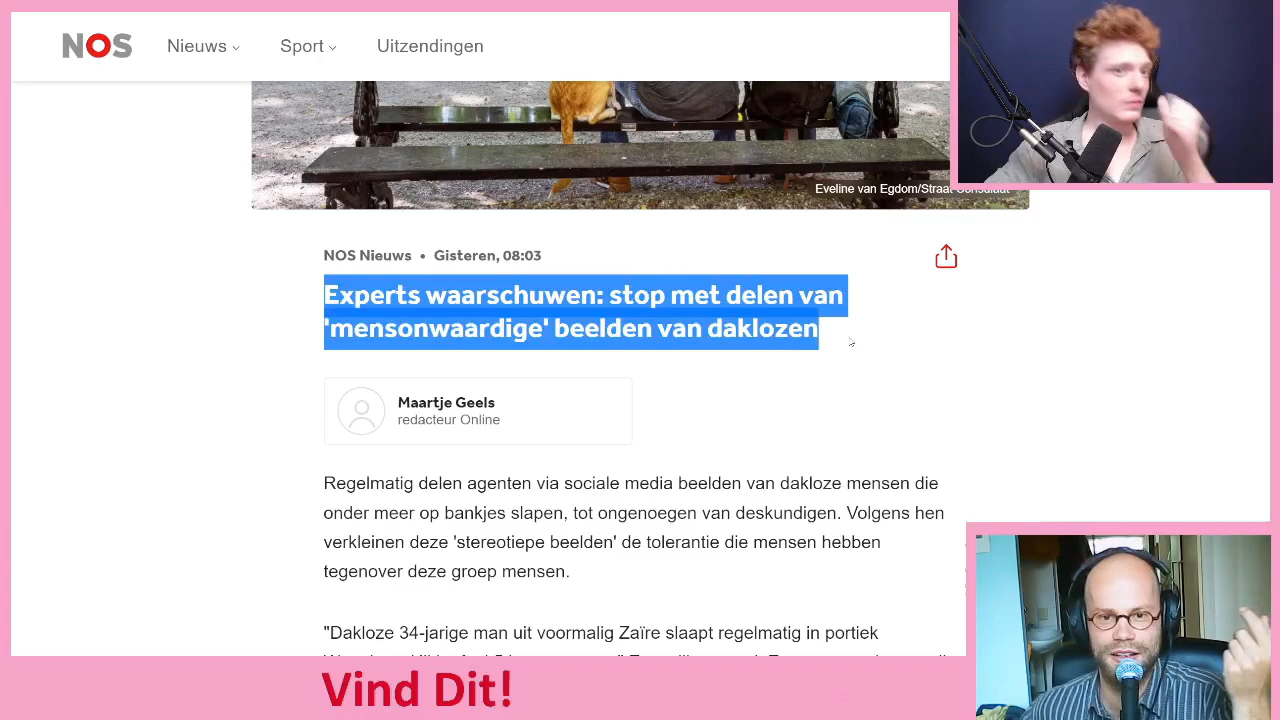 NOS
Nieuws
Sport
Uitzendingen
Eveline van Egdom/Straat Consulaat
NOS Nieuws • Gisteren, 08:03
Experts waarschuwen: stop met delen van
'mensonwaardige' beelden van daklozen
Maartje Geels
redacteur Online
Regelmatig delen agenten via sociale media beelden van dakloze mensen die
onder meer op bankjes slapen, tot ongenoegen van deskundigen. Volgens hen
verkleinen deze 'stereotiepe beelden' de tolerantie die mensen hebben
tegenover deze groep mensen.
"Dakloze 34-jarige man uit voormalig Zaïre slaapt regelmatig in portiek
Vind Dit!